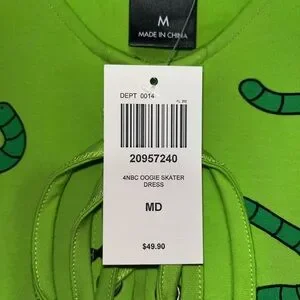 M
MADE IN CHINA
DEPT 0014
20957240
4NBC OOGIE SKATER
DRESS
MD
$49.90